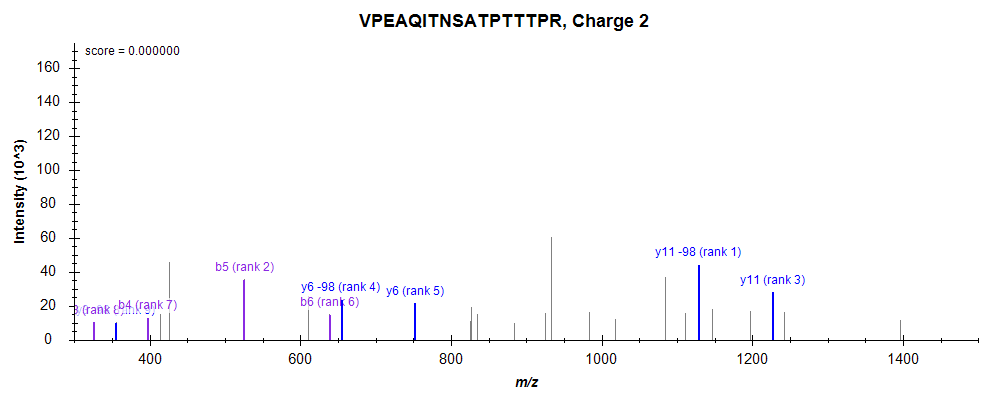 VPEAQITNSATPTTTPR, Charge 2
score = 0.000000
160
140
120
100
80
60
40
20
0
Intensity (10^3)
y11 -98 (rank 1)
b5 (rank 2)
y11 (rank 3)
y6 -98 (rank 4)
y6 (rank 5)
b6 (rank 6)
b4 (rank 7)
(rank 8)
400
600
800
1000
1200
1400
m/z